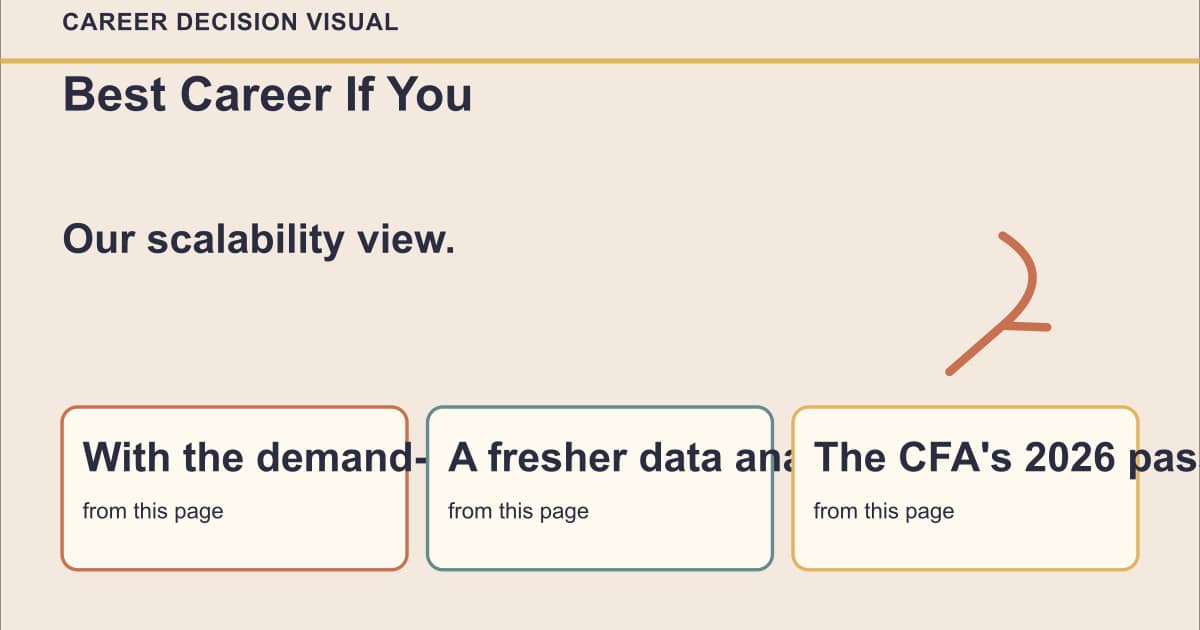 CAREER DECISION VISUAL
Best Career If You
Our scalability view.
With the demand-
from this page
A fresher data ana
from this page
The CFA's 2026 pas
from this page